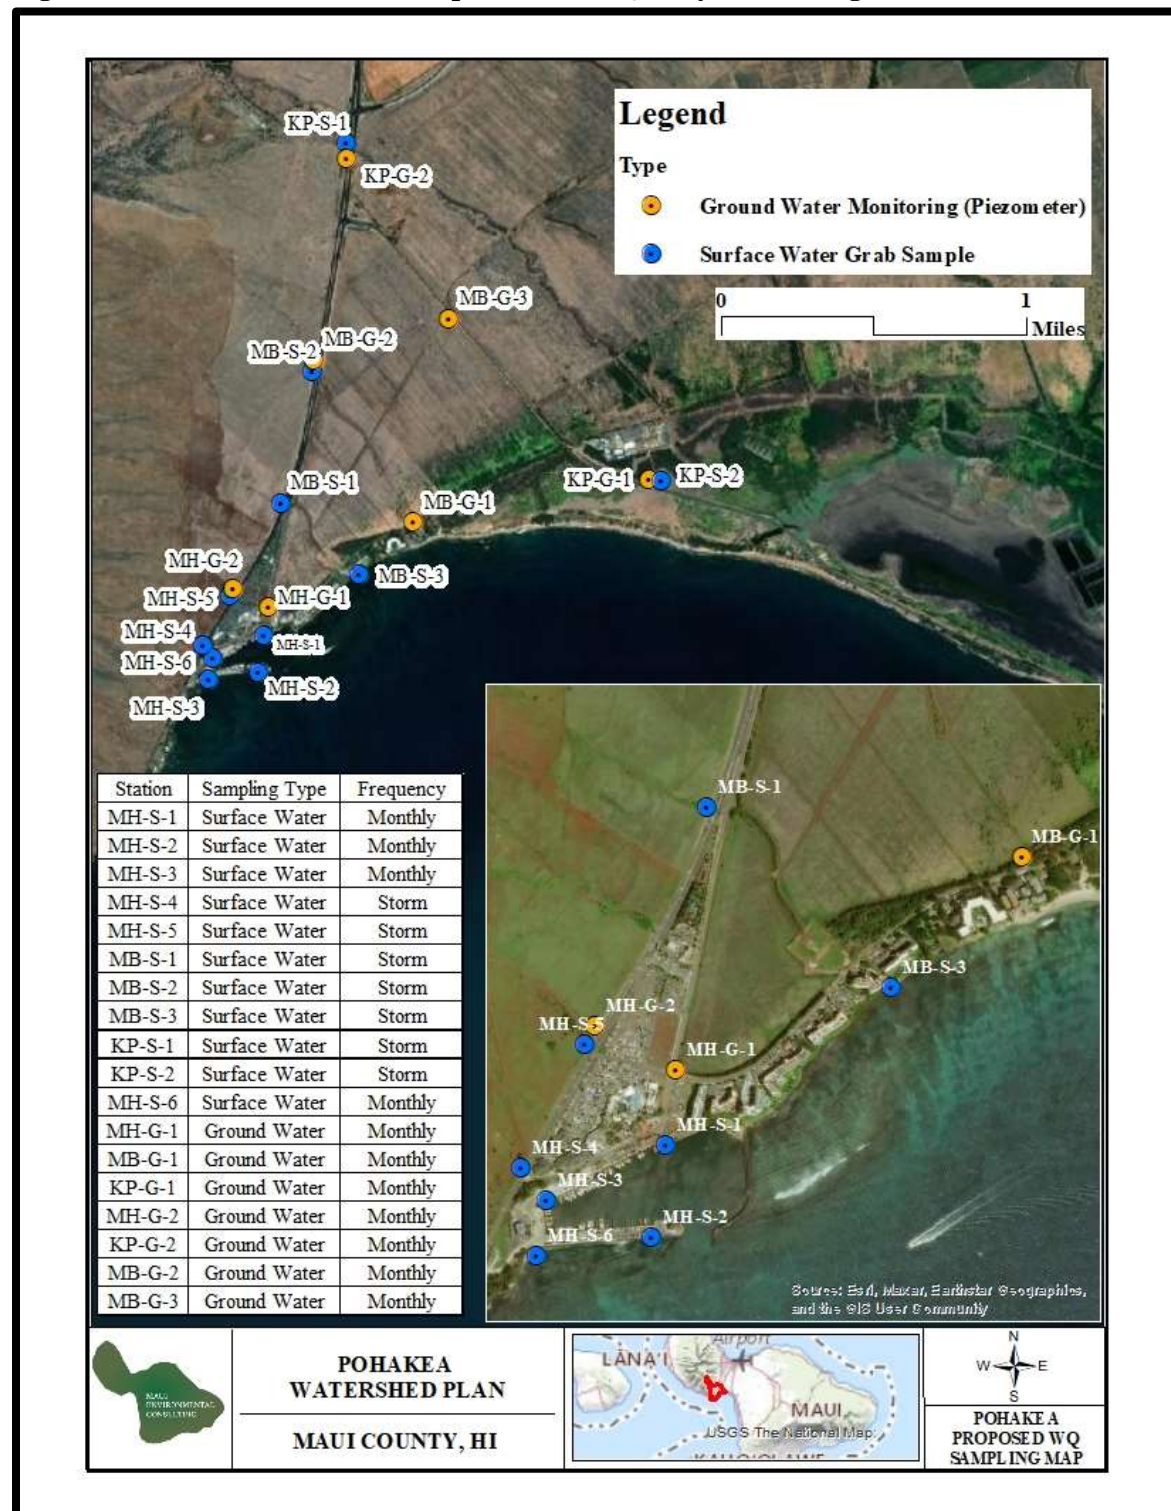 KP-S-1
KP-G-2
Legend
Type
Ground Water Monitoring (Piezometer)
Surface Water Grab Sample
0 1
Miles
MB-G-3
MB-G-2
MB-S-2
KP-G-1 KP-S-2
MB-S-1
MB-G-1
MH-G-2
MB-S-3
MH-S-5
MH-G-1
MH-S-4
MH-S-1
MH-S-6
MH-S-2
MH-S-3
Station Sampling Type Frequency
MH-S-1 Surface Water Monthly
MH-S-2 Surface Water Monthly
MH-S-3 Surface Water Monthly
MH-S-4 Surface Water Storm
MH-S-5 Surface Water Storm
MB-S-1 Surface Water Storm
MB-S-2 Surface Water Storm
MB-S-3 Surface Water Storm
KP-S-1 Surface Water Storm
KP-S-2 Surface Water Storm
MH-S-6 Surface Water Monthly
MH-G-1 Ground Water Monthly
MB-G-1 Ground Water Monthly
KP-G-1 Ground Water Monthly
MH-G-2 Ground Water Monthly
KP-G-2 Ground Water Monthly
MB-G-2 Ground Water Monthly
MB-G-3 Ground Water Monthly
MB-S-1
MB-G-1
MB-S-3
MH-G-2
MH-S-5
MH-G-1
MH-S-1
MH-S-4
MH-S-3
MH-S-2
MH-S-6
Source: Esri, Maxar, Earthstar Geographics,
and the GIS User Community
MAUI
ENVIRONMENTAL
CONSULTING
POHAKEA
WATERSHED PLAN
MAUI COUNTY, HI
Airport
LĀNAʻI
MAUI
USGS The National Map:
N
W E
S
POHAKEA
PROPOSED WQ
SAMPLING MAP